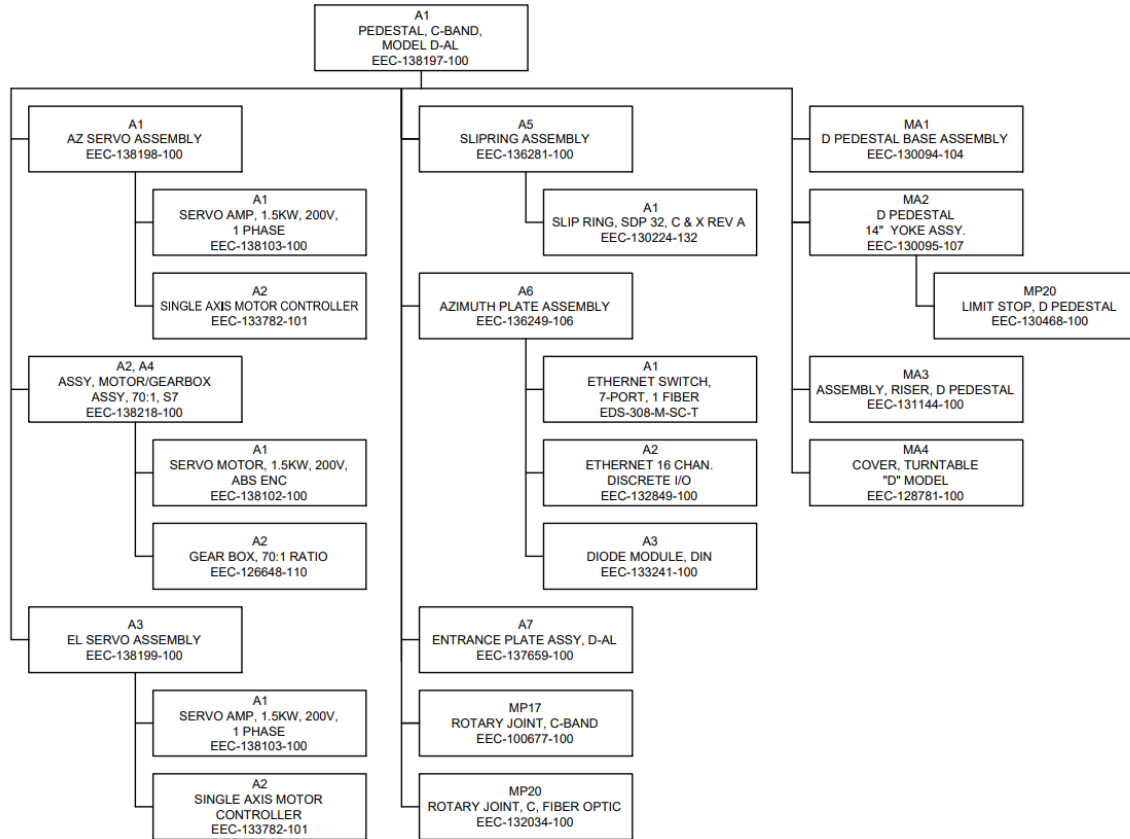 A1
PEDESTAL, C-BAND,
MODEL D-AL
EEC-138197-100
A1
AZ SERVO ASSEMBLY
EEC-138198-100
A1
SERVO AMP, 1.5KW, 200V,
1 PHASE
EEC-138103-100
A2
SINGLE AXIS MOTOR CONTROLLER
EEC-133782-101
A2, A4
ASSY, MOTOR/GEARBOX
ASSY, 70:1, S7
EEC-138218-100
A1
SERVO MOTOR, 1.5KW, 200V,
ABS ENC
EEC-138102-100
A2
GEAR BOX, 70:1 RATIO
EEC-126648-110
A3
EL SERVO ASSEMBLY
EEC-138199-100
A1
SERVO AMP, 1.5KW, 200V,
1 PHASE
EEC-138103-100
A2
SINGLE AXIS MOTOR
CONTROLLER
EEC-133782-101
A5
SLIPRING ASSEMBLY
EEC-136281-100
A1
SLIP RING, SDP 32, C & X REV A
EEC-130224-132
A6
AZIMUTH PLATE ASSEMBLY
EEC-136249-106
A1
ETHERNET SWITCH,
7-PORT, 1 FIBER
EDS-308-M-SC-T
A2
ETHERNET 16 CHAN.
DISCRETE I/O
EEC-132849-100
A3
DIODE MODULE, DIN
EEC-133241-100
A7
ENTRANCE PLATE ASSY, D-AL
EEC-137659-100
MP17
ROTARY JOINT, C-BAND
EEC-100677-100
MP20
ROTARY JOINT, C, FIBER OPTIC
EEC-132034-100
MA1
D PEDESTAL BASE ASSEMBLY
EEC-130094-104
MA2
D PEDESTAL
14" YOKE ASSY.
EEC-130095-107
MP20
LIMIT STOP, D PEDESTAL
EEC-130468-100
MA3
ASSEMBLY, RISER, D PEDESTAL
EEC-131144-100
MA4
COVER, TURNTABLE
"D" MODEL
EEC-128781-100